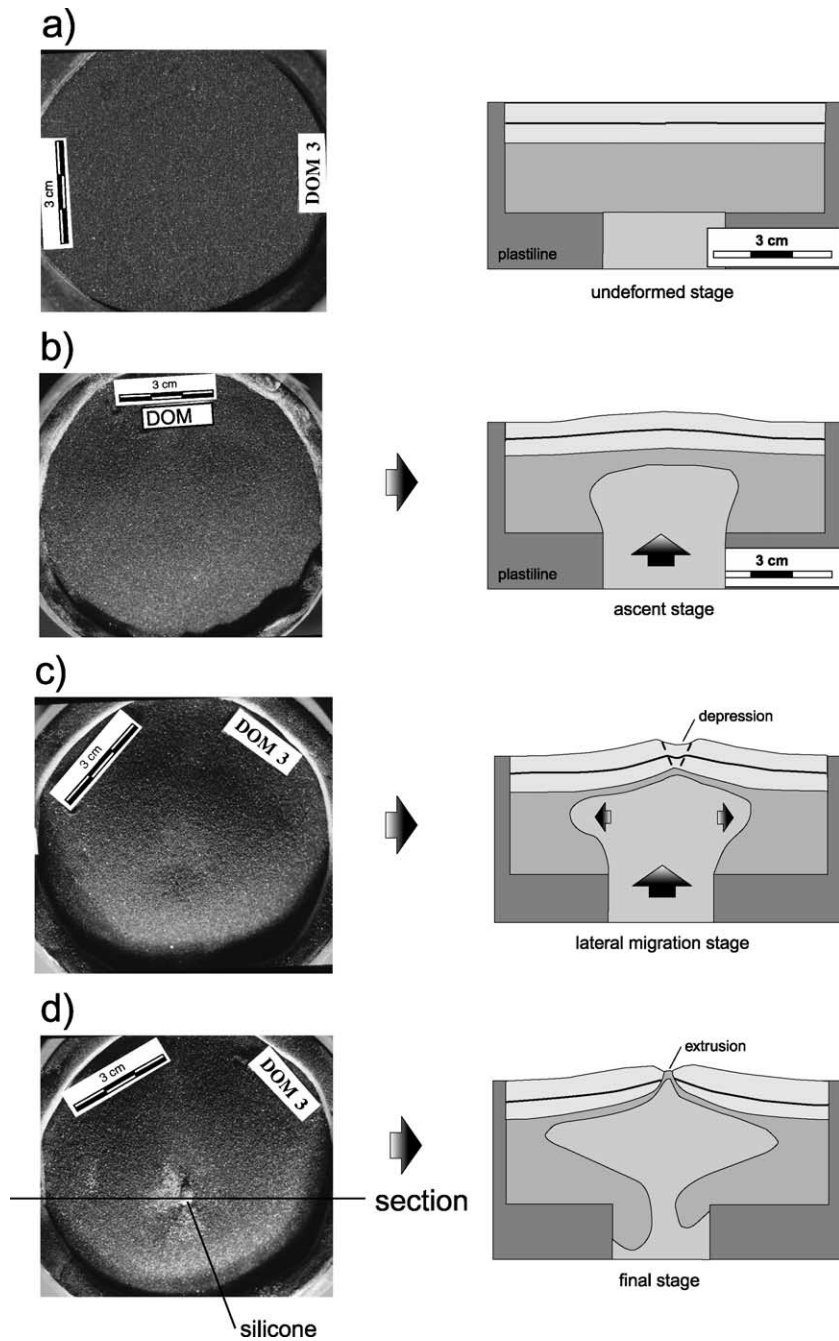 a)
3 cm
DOM 3
plastiline
3 cm
undeformed stage
b)
3 cm
DOM
plastiline
3 cm
ascent stage
c)
3 cm
DOM 3
depression
lateral migration stage
d)
3 cm
DOM 3
extrusion
section
final stage
silicone